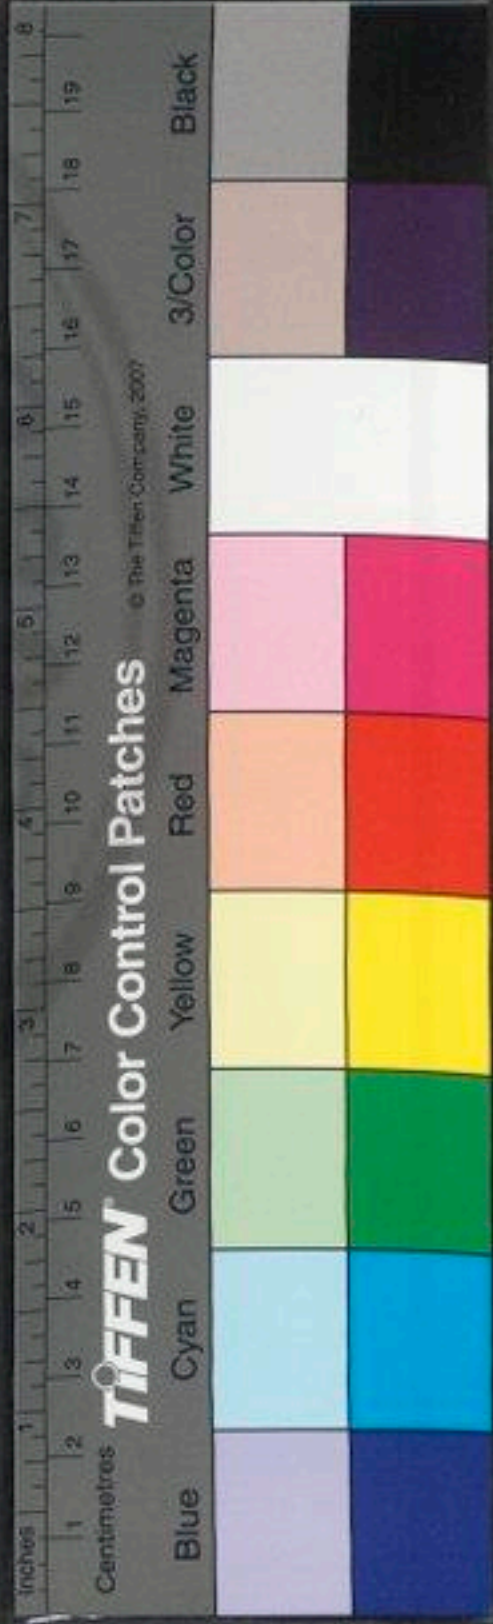 Inches 1 2 3 4 5 6 7 8
1 2 3 4 5 6 7 8 9 10 11 12 13 14 15 16 17 18 19
Centimetres
TIFFEN® Color Control Patches
© The Tiffen Company, 2007
Blue Cyan Green Yellow Red Magenta White 3/Color Black